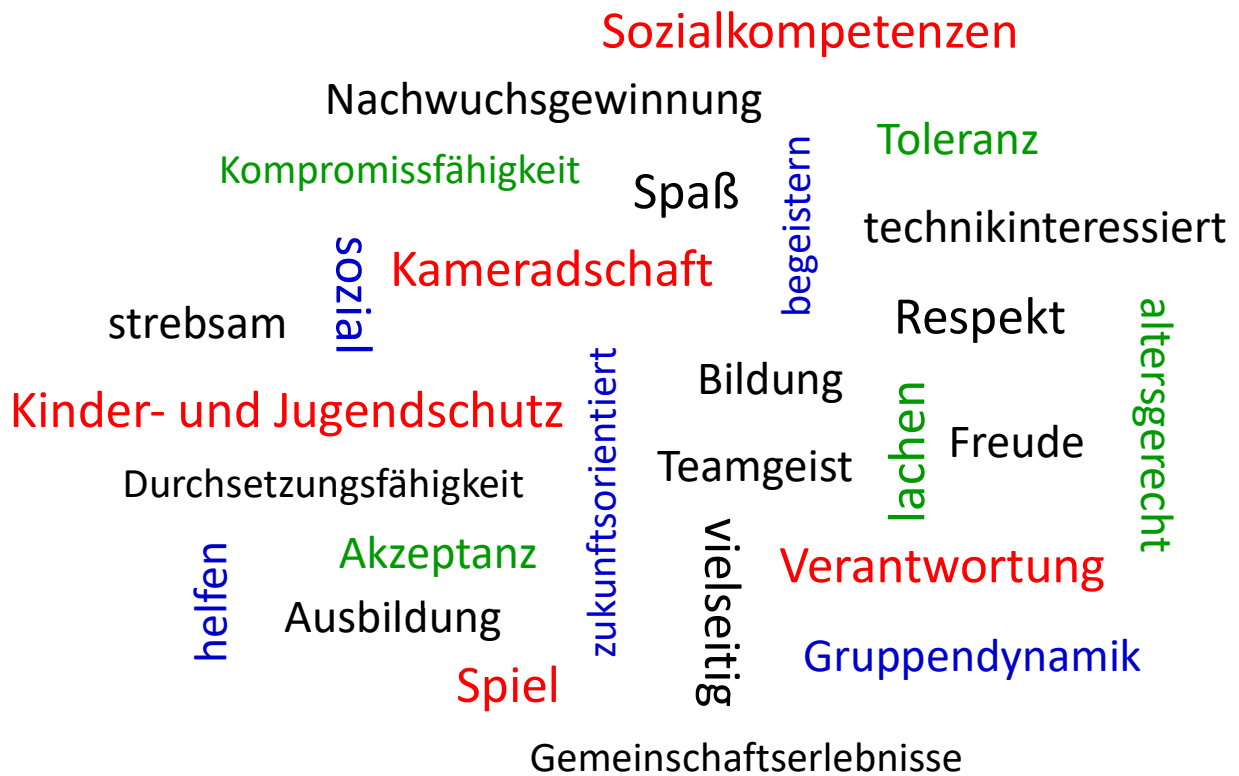 Sozialkompetenzen
Nachwuchsgewinnung
Toleranz
Kompromissfähigkeit
Spaß
begeistern
technikinteressiert
sozial
Kameradschaft
strebsam
Respekt
altersgerecht
Kinder- und Jugendschutz
zukunftsorientiert
Bildung
lachen
Freude
Durchsetzungsfähigkeit
Teamgeist
helfen
Akzeptanz
vielseitig
Verantwortung
Ausbildung
Spiel
Gruppendynamik
Gemeinschaftserlebnisse